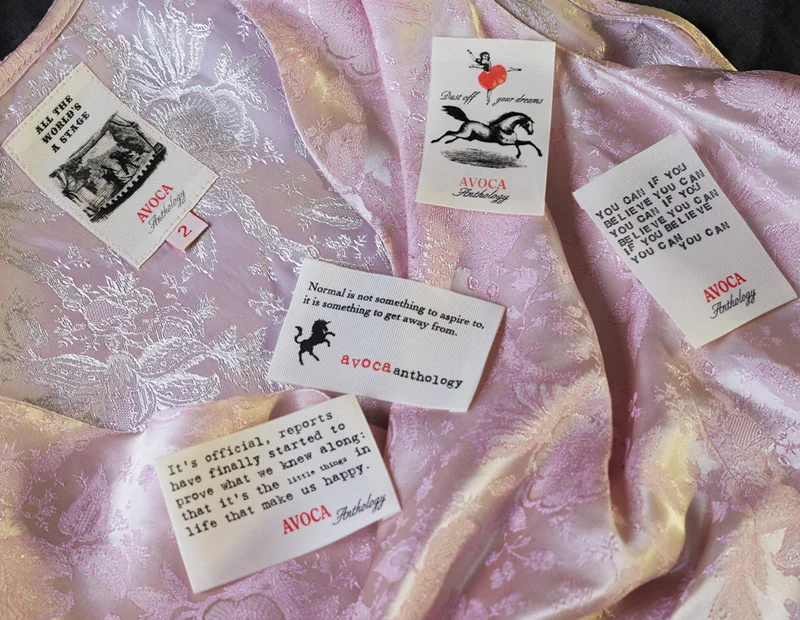 ALL THE
WORLD'S
A STAGE
AVOCA
Anthology
2
Dust off your dreams
AVOCA
Anthology
YOU CAN IF YOU
BELIEVE YOU CAN
YOU CAN IF YOU
BELIEVE YOU CAN
IF YOU BELIEVE
YOU CAN YOU CAN
AVOCA
Anthology
Normal is not something to aspire to,
it is something to get away from.
avoca anthology
It's official, reports
have finally started to
prove what we knew along:
that it's the little things in
life that make us happy.
AVOCA Anthology